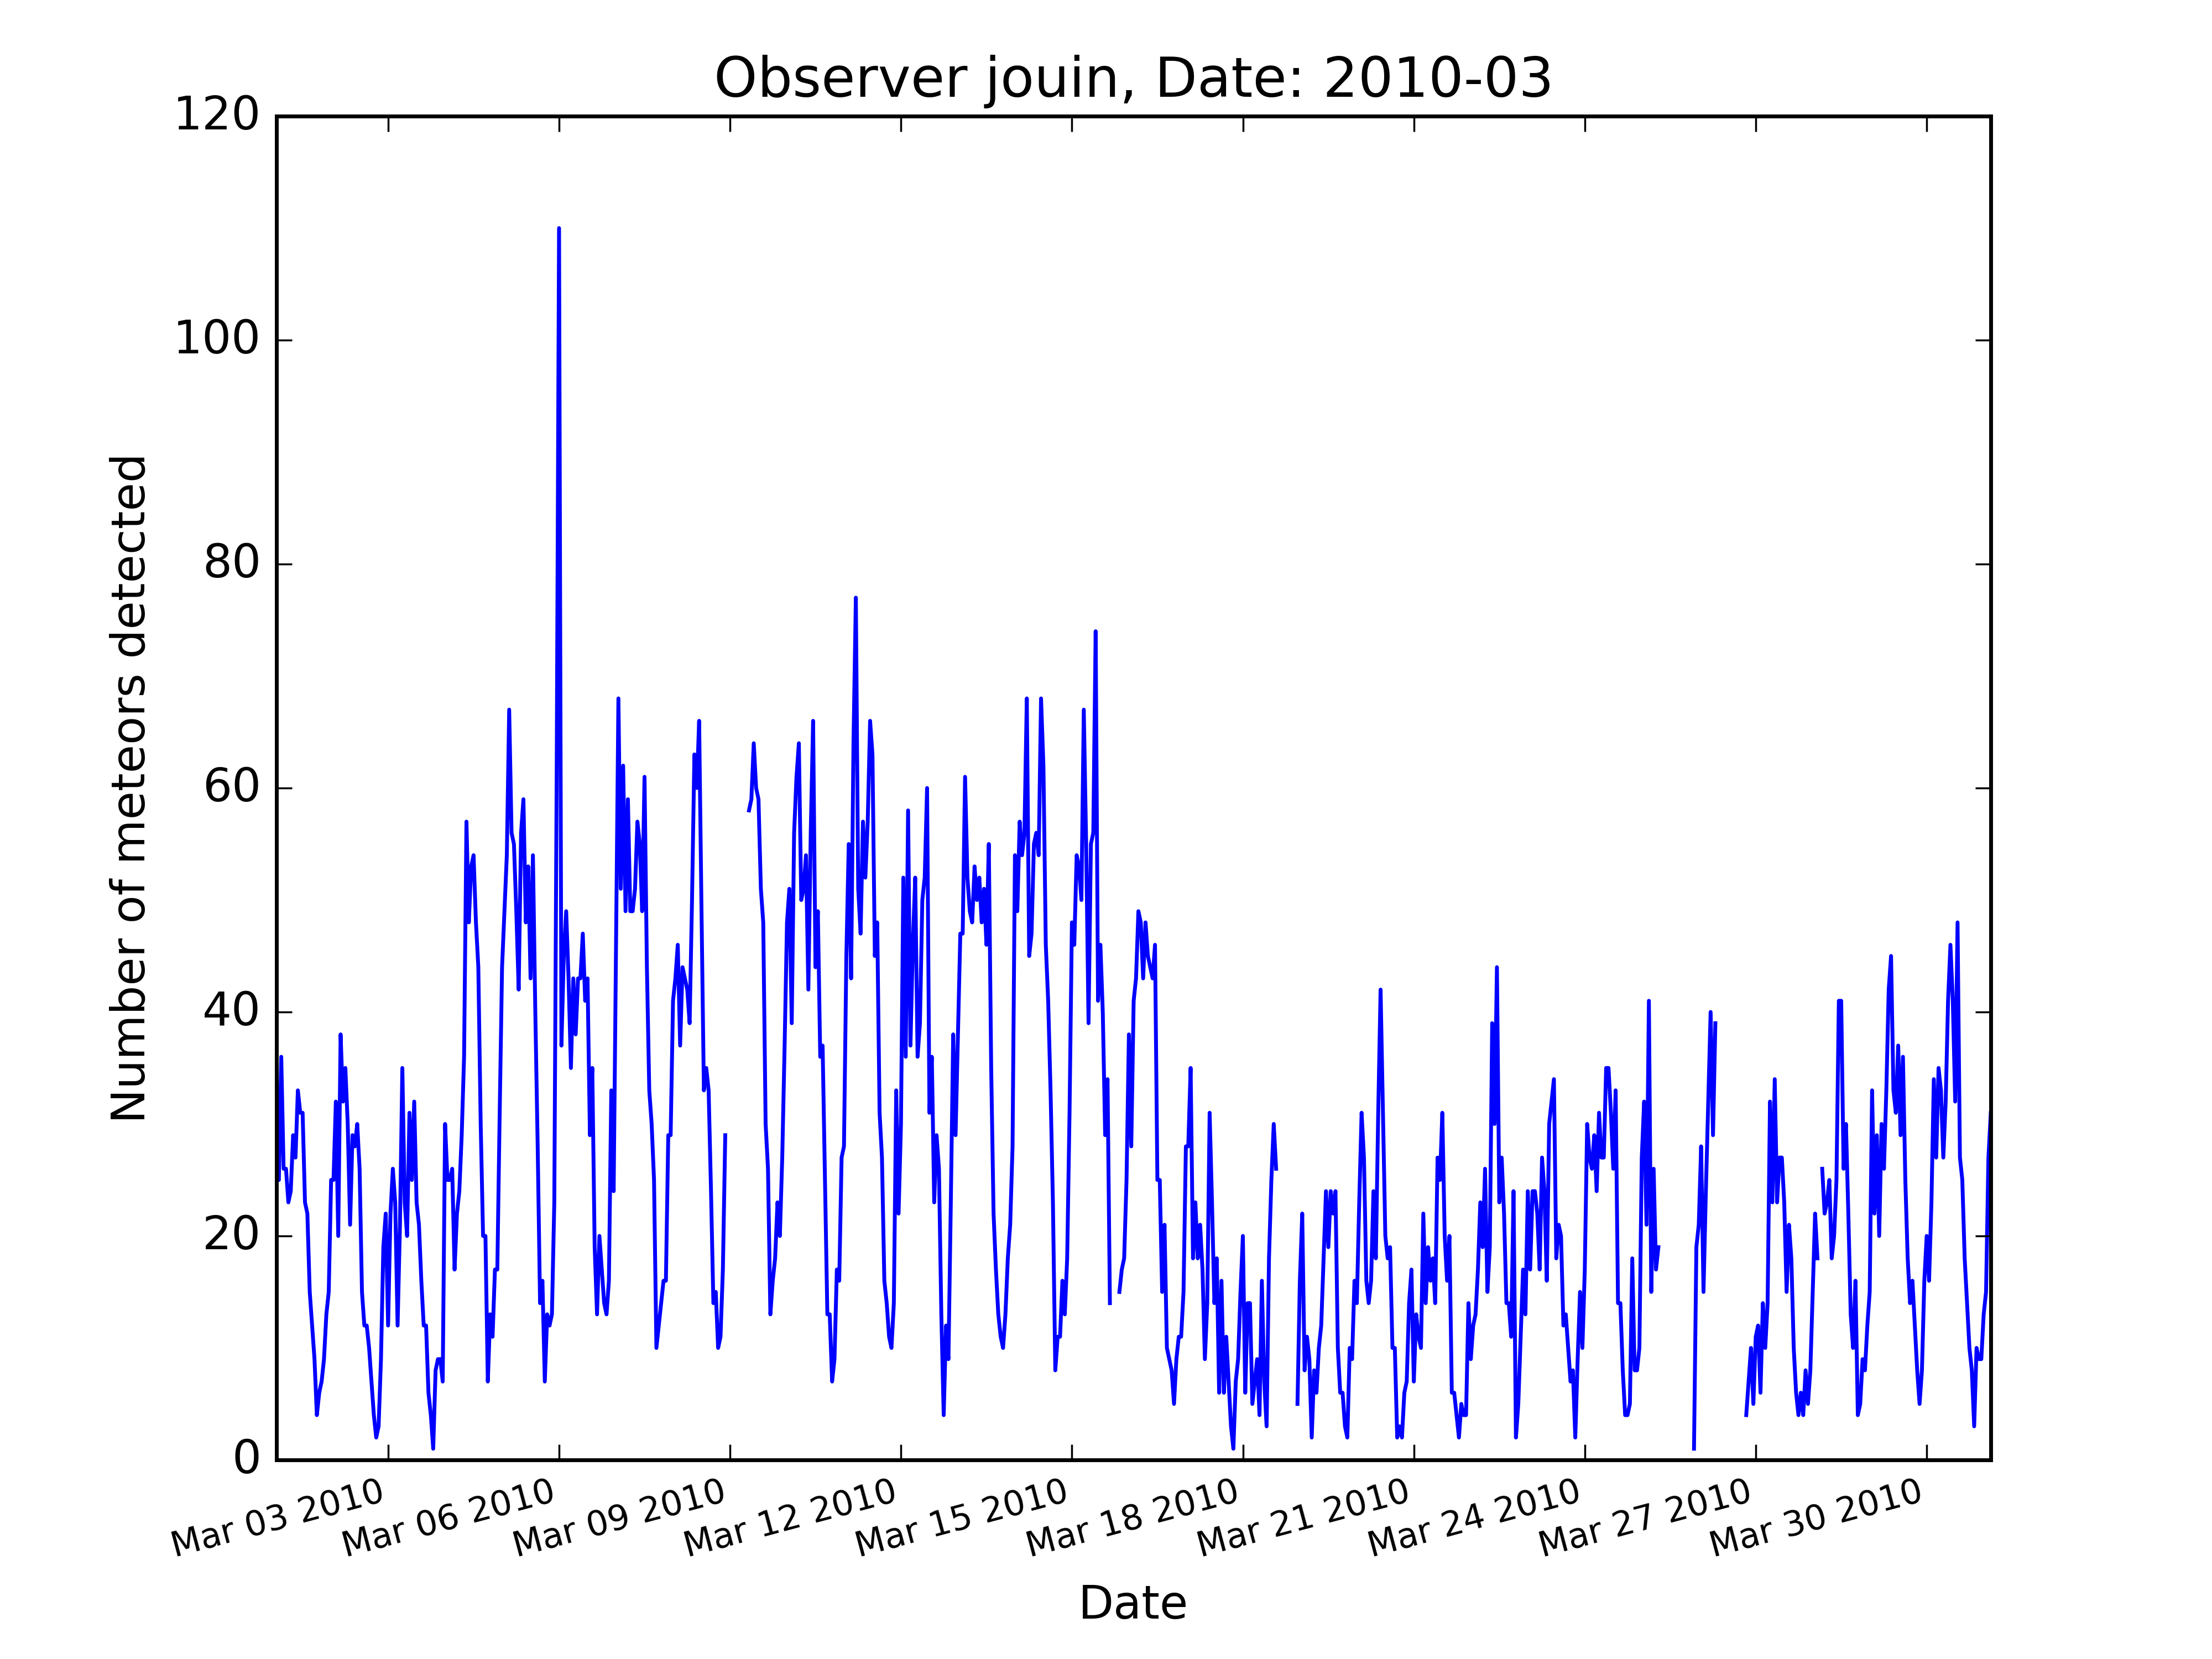 Observer jouin, Date: 2010-03
120
100
80
60
40
20
0
Number of meteors detected
Mar 03 2010
Mar 06 2010
Mar 09 2010
Mar 12 2010
Mar 15 2010
Mar 18 2010
Mar 21 2010
Mar 24 2010
Mar 27 2010
Mar 30 2010
Date